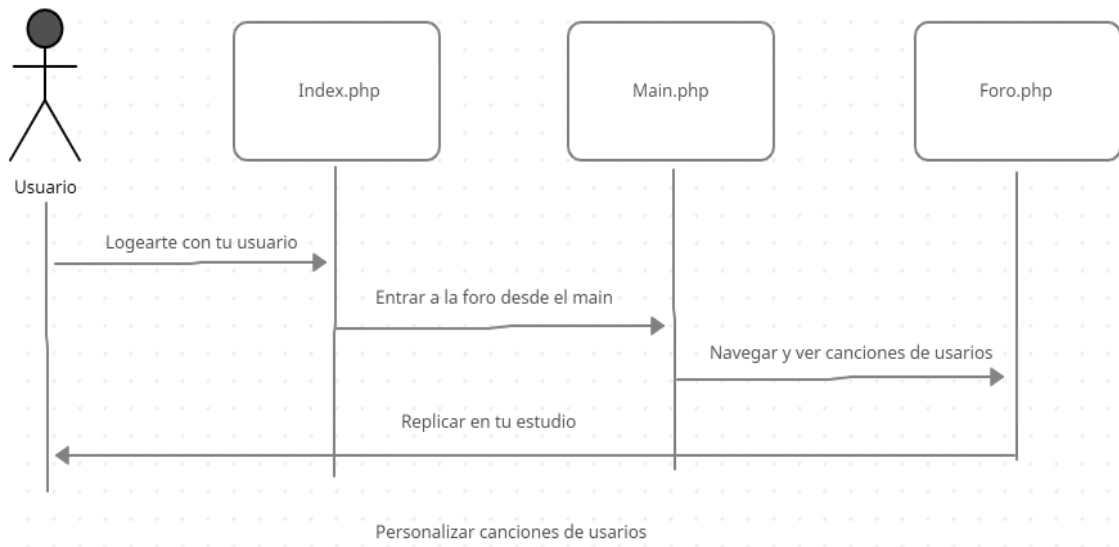 Index.php
Main.php
Foro.php
Usuario
Logearte con tu usuario
Entrar a la foro desde el main
Navegar y ver canciones de usarios
Replicar en tu estudio
Personalizar canciones de usarios